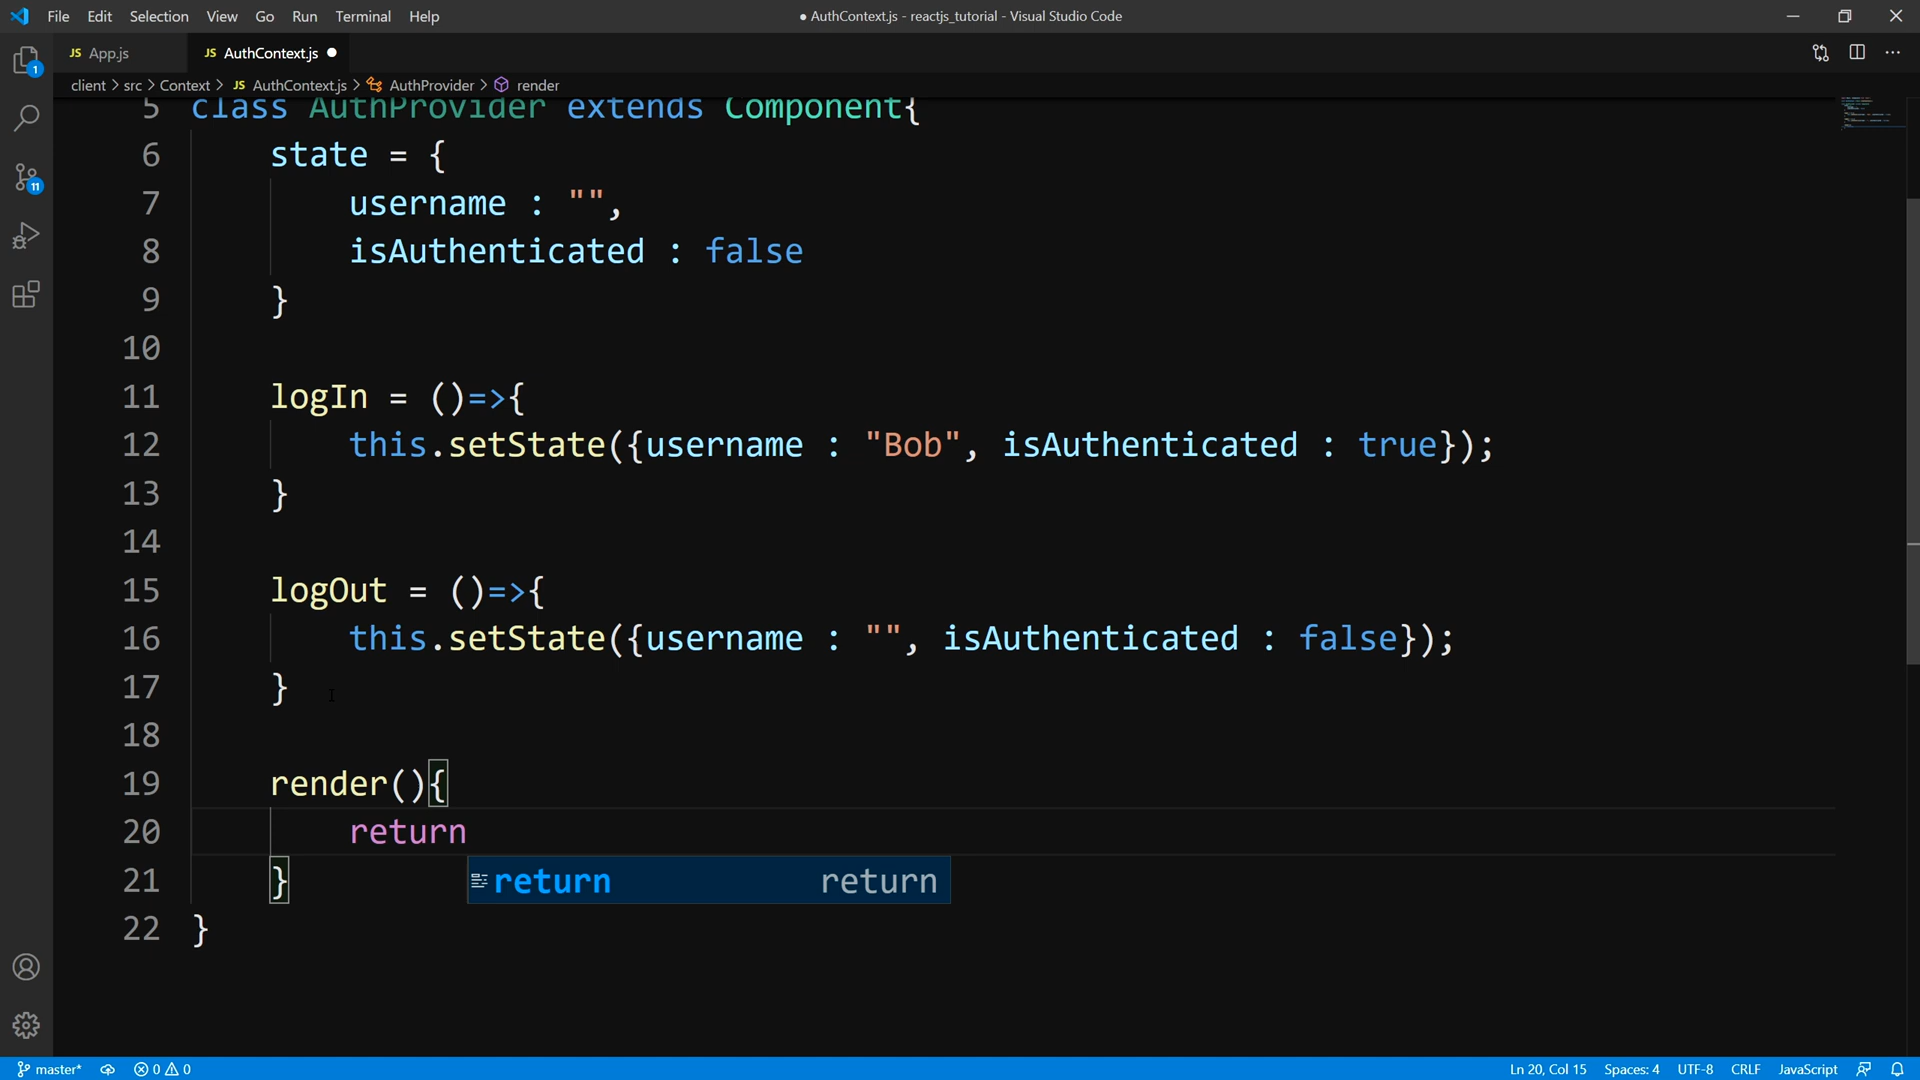 File Edit Selection View Go Run Terminal Help
● AuthContext.js - reactjs_tutorial - Visual Studio Code
JS App.js
JS AuthContext.js ●
client > src > Context > JS AuthContext.js > AuthProvider > render
5 class AuthProvider extends Component{
6 state = {
7 username : "",
8 isAuthenticated : false
9 }
10
11 logIn = ()=>{
12 this.setState({username : "Bob", isAuthenticated : true});
13 }
14
15 logOut = ()=>{
16 this.setState({username : "", isAuthenticated : false});
17 }
18
19 render(){
20 return
21 }
return return
22 }
1
11
master* 0 0 Ln 20, Col 15 Spaces: 4 UTF-8 CRLF JavaScript